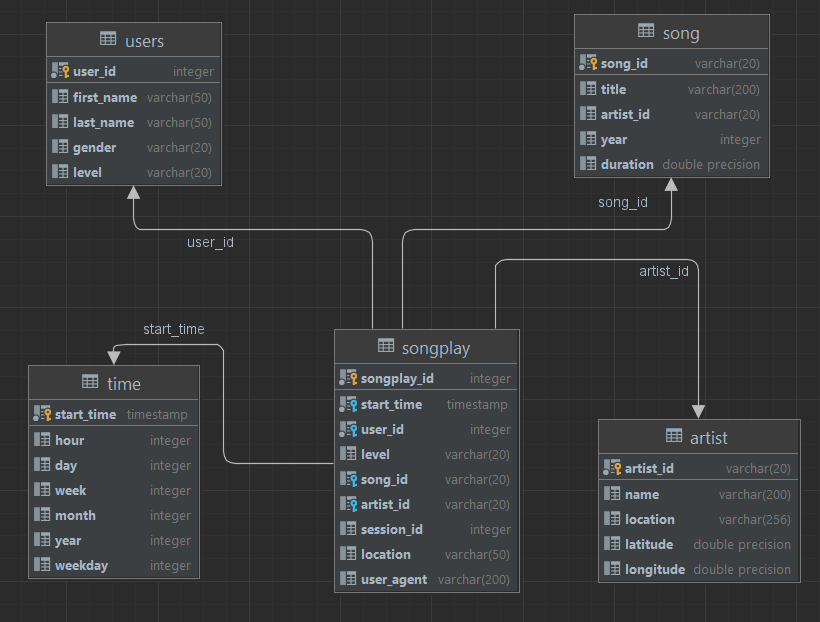 users
user_id integer
first_name varchar(50)
last_name varchar(50)
gender varchar(20)
level varchar(20)
song
song_id varchar(20)
title varchar(200)
artist_id varchar(20)
year integer
duration double precision
song_id
user_id
artist_id
start_time
time
start_time timestamp
hour integer
day integer
week integer
month integer
year integer
weekday integer
songplay
songplay_id integer
start_time timestamp
user_id integer
level varchar(20)
song_id varchar(20)
artist_id varchar(20)
session_id integer
location varchar(50)
user_agent varchar(200)
artist
artist_id varchar(20)
name varchar(200)
location varchar(256)
latitude double precision
longitude double precision